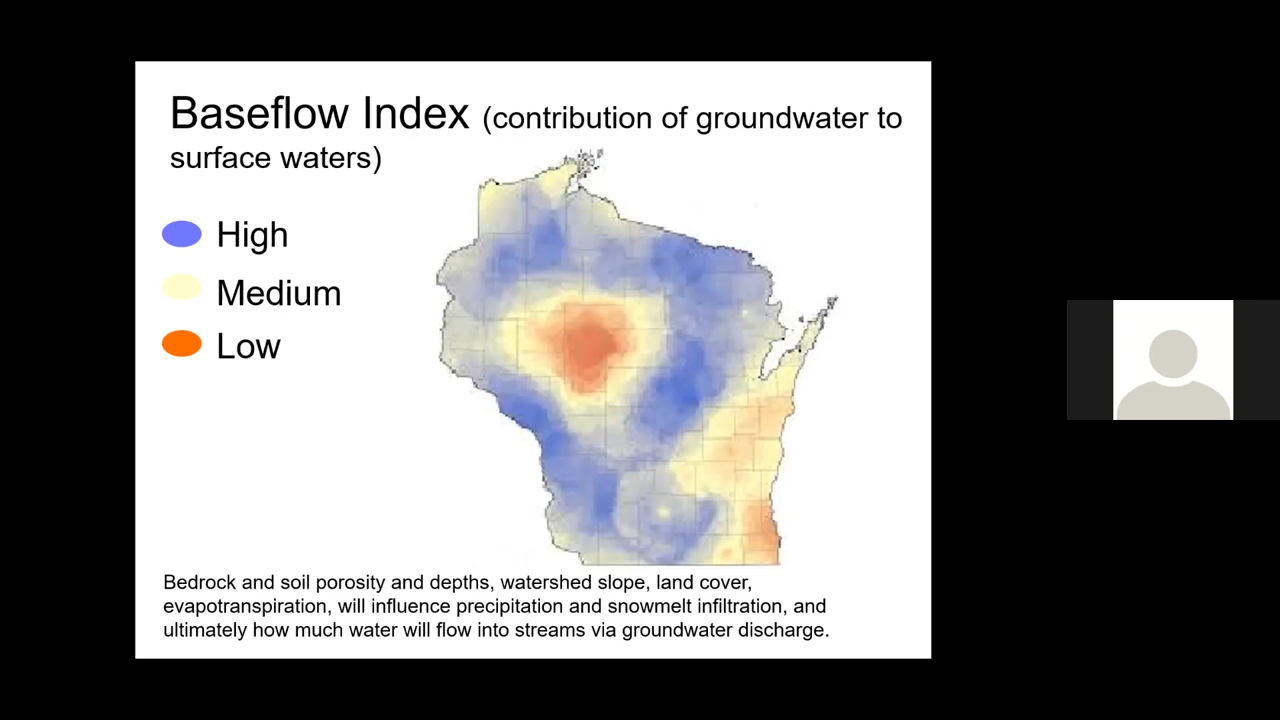 Baseflow Index (contribution of groundwater to
surface waters)
High
Medium
Low
Bedrock and soil porosity and depths, watershed slope, land cover,
evapotranspiration, will influence precipitation and snowmelt infiltration, and
ultimately how much water will flow into streams via groundwater discharge.